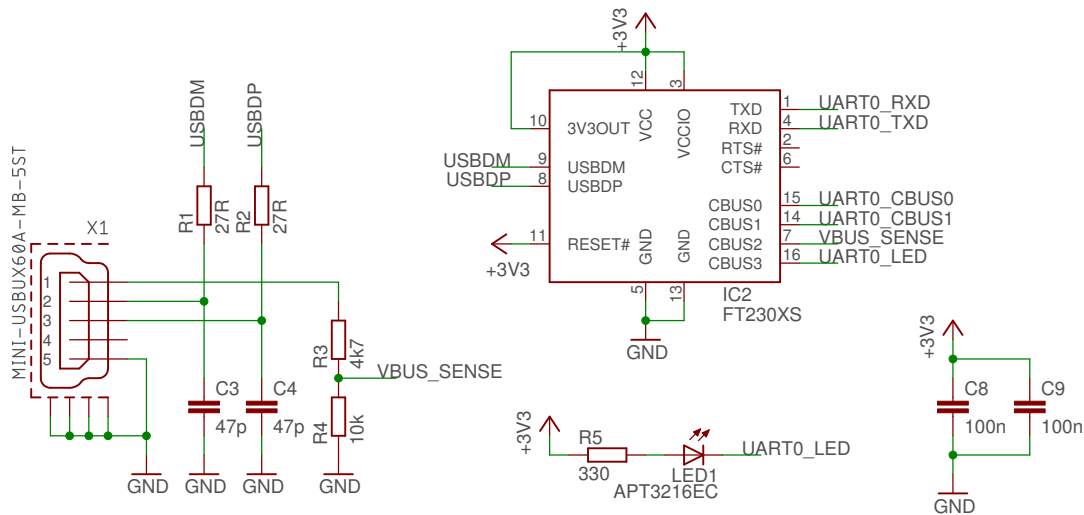 USBDM
USBDP
R1
27R
R2
27R
MINI-USBUX60A-MB-5ST
X1
1
2
3
4
5
R3
4k7
VBUS_SENSE
R4
10k
C3
47p
C4
47p
GND
GND
GND
GND
+3V3
12
3
VCC
VCCIO
10
3V3OUT
USBDM
9
USBDM
USBDP
8
USBDP
+3V3
11
RESET#
GND
GND
5
13
GND
TXD
1
UART0_RXD
RXD
4
UART0_TXD
RTS#
2
CTS#
6
CBUS0
15
UART0_CBUS0
CBUS1
14
UART0_CBUS1
CBUS2
7
VBUS_SENSE
CBUS3
16
UART0_LED
IC2
FT230XS
+3V3
R5
330
LED1
APT3216EC
UART0_LED
+3V3
C8
100n
C9
100n
GND